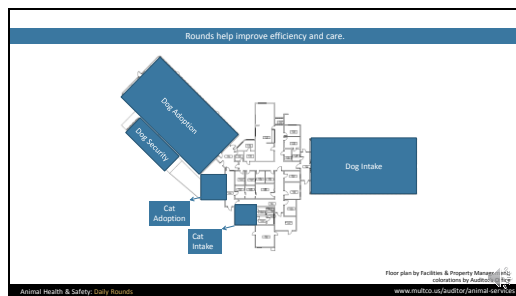 Rounds help improve efficiency and care.
Dog Adoption
Dog Security
Dog Intake
Cat
Adoption
Cat
Intake
Floor plan by Facilities & Property Management;
colorations by Auditor's Office
Animal Health & Safety: Daily Rounds
www.multco.us/auditor/animal-services